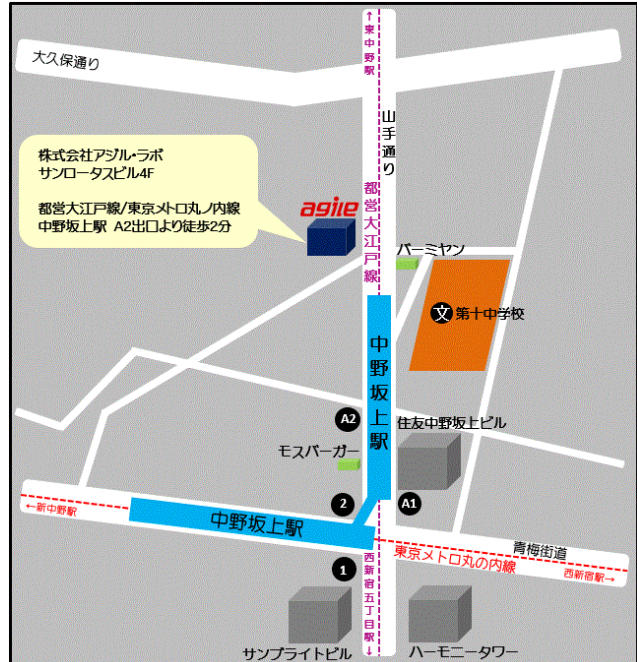 ←東中野駅
大久保通り
山手通り
株式会社アジル・ラボ
サンロータスビル4F
都営大江戸線/東京メトロ丸ノ内線
中野坂上駅 A2出口より徒歩2分
agile
都営大江戸線
バーミヤン
文 第十中学校
中野坂上駅
A2
住友中野坂上ビル
モスバーガー
2
A1
←新中野駅
中野坂上駅
青梅街道
東京メトロ丸の内線
西新宿駅→
1
西新宿五丁目駅→
サンブライトビル
ハーモニータワー